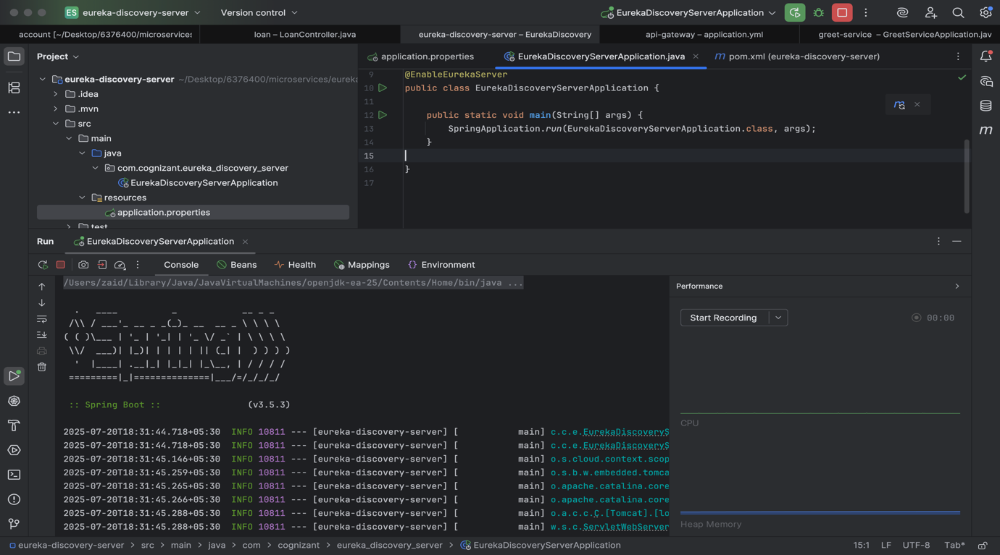 ES eureka-discovery-server Version control EurekaDiscoveryServerApplication
account [~/Desktop/6376400/microservices loan – LoanController.java eureka-discovery-server – EurekaDiscovery api-gateway – application.yml greet-service – GreetServiceApplication.jav
Project
eureka-discovery-server ~/Desktop/6376400/microservices/eureka
.idea
.mvn
src
main
java
com.cognizant.eureka_discovery_server
EurekaDiscoveryServerApplication
resources
application.properties
test
application.properties EurekaDiscoveryServerApplication.java m pom.xml (eureka-discovery-server)
9 @EnableEurekaServer
10 public class EurekaDiscoveryServerApplication {
11
12 public static void main(String[] args) {
13 SpringApplication.run(EurekaDiscoveryServerApplication.class, args);
14 }
15
16 }
17
Run EurekaDiscoveryServerApplication
Console Beans Health Mappings Environment
/Users/zaid/Library/Java/JavaVirtualMachines/openjdk-ea-25/Contents/Home/bin/java ...
  .   ____          _            __ _ _
 /\\ / ___'_ __ _ _(_)_ __  __ _ \ \ \ \
( ( )\___ | '_ | '_| | '_ \/ _` | \ \ \ \
 \\/  ___)| |_)| | | | | || (_| |  ) ) ) )
  '  |____| .__|_| |_|_| |_\__, | / / / /
 =========|_|==============|___/=/_/_/_/
:: Spring Boot :: (v3.5.3)
2025-07-20T18:31:44.718+05:30 INFO 10811 --- [eureka-discovery-server] [ main] c.c.e.EurekaDiscoveryS
2025-07-20T18:31:44.718+05:30 INFO 10811 --- [eureka-discovery-server] [ main] c.c.e.EurekaDiscoveryS
2025-07-20T18:31:45.146+05:30 INFO 10811 --- [eureka-discovery-server] [ main] o.s.cloud.context.scop
2025-07-20T18:31:45.259+05:30 INFO 10811 --- [eureka-discovery-server] [ main] o.s.b.w.embedded.tomca
2025-07-20T18:31:45.265+05:30 INFO 10811 --- [eureka-discovery-server] [ main] o.apache.catalina.core
2025-07-20T18:31:45.266+05:30 INFO 10811 --- [eureka-discovery-server] [ main] o.apache.catalina.core
2025-07-20T18:31:45.288+05:30 INFO 10811 --- [eureka-discovery-server] [ main] o.a.c.c.C.[Tomcat].[lo
2025-07-20T18:31:45.288+05:30 INFO 10811 --- [eureka-discovery-server] [ main] w.s.c.ServletWebServer
Performance
Start Recording 00:00
CPU
Heap Memory
eureka-discovery-server > src > main > java > com > cognizant > eureka_discovery_server > EurekaDiscoveryServerApplication 15:1 LF UTF-8 Tab*